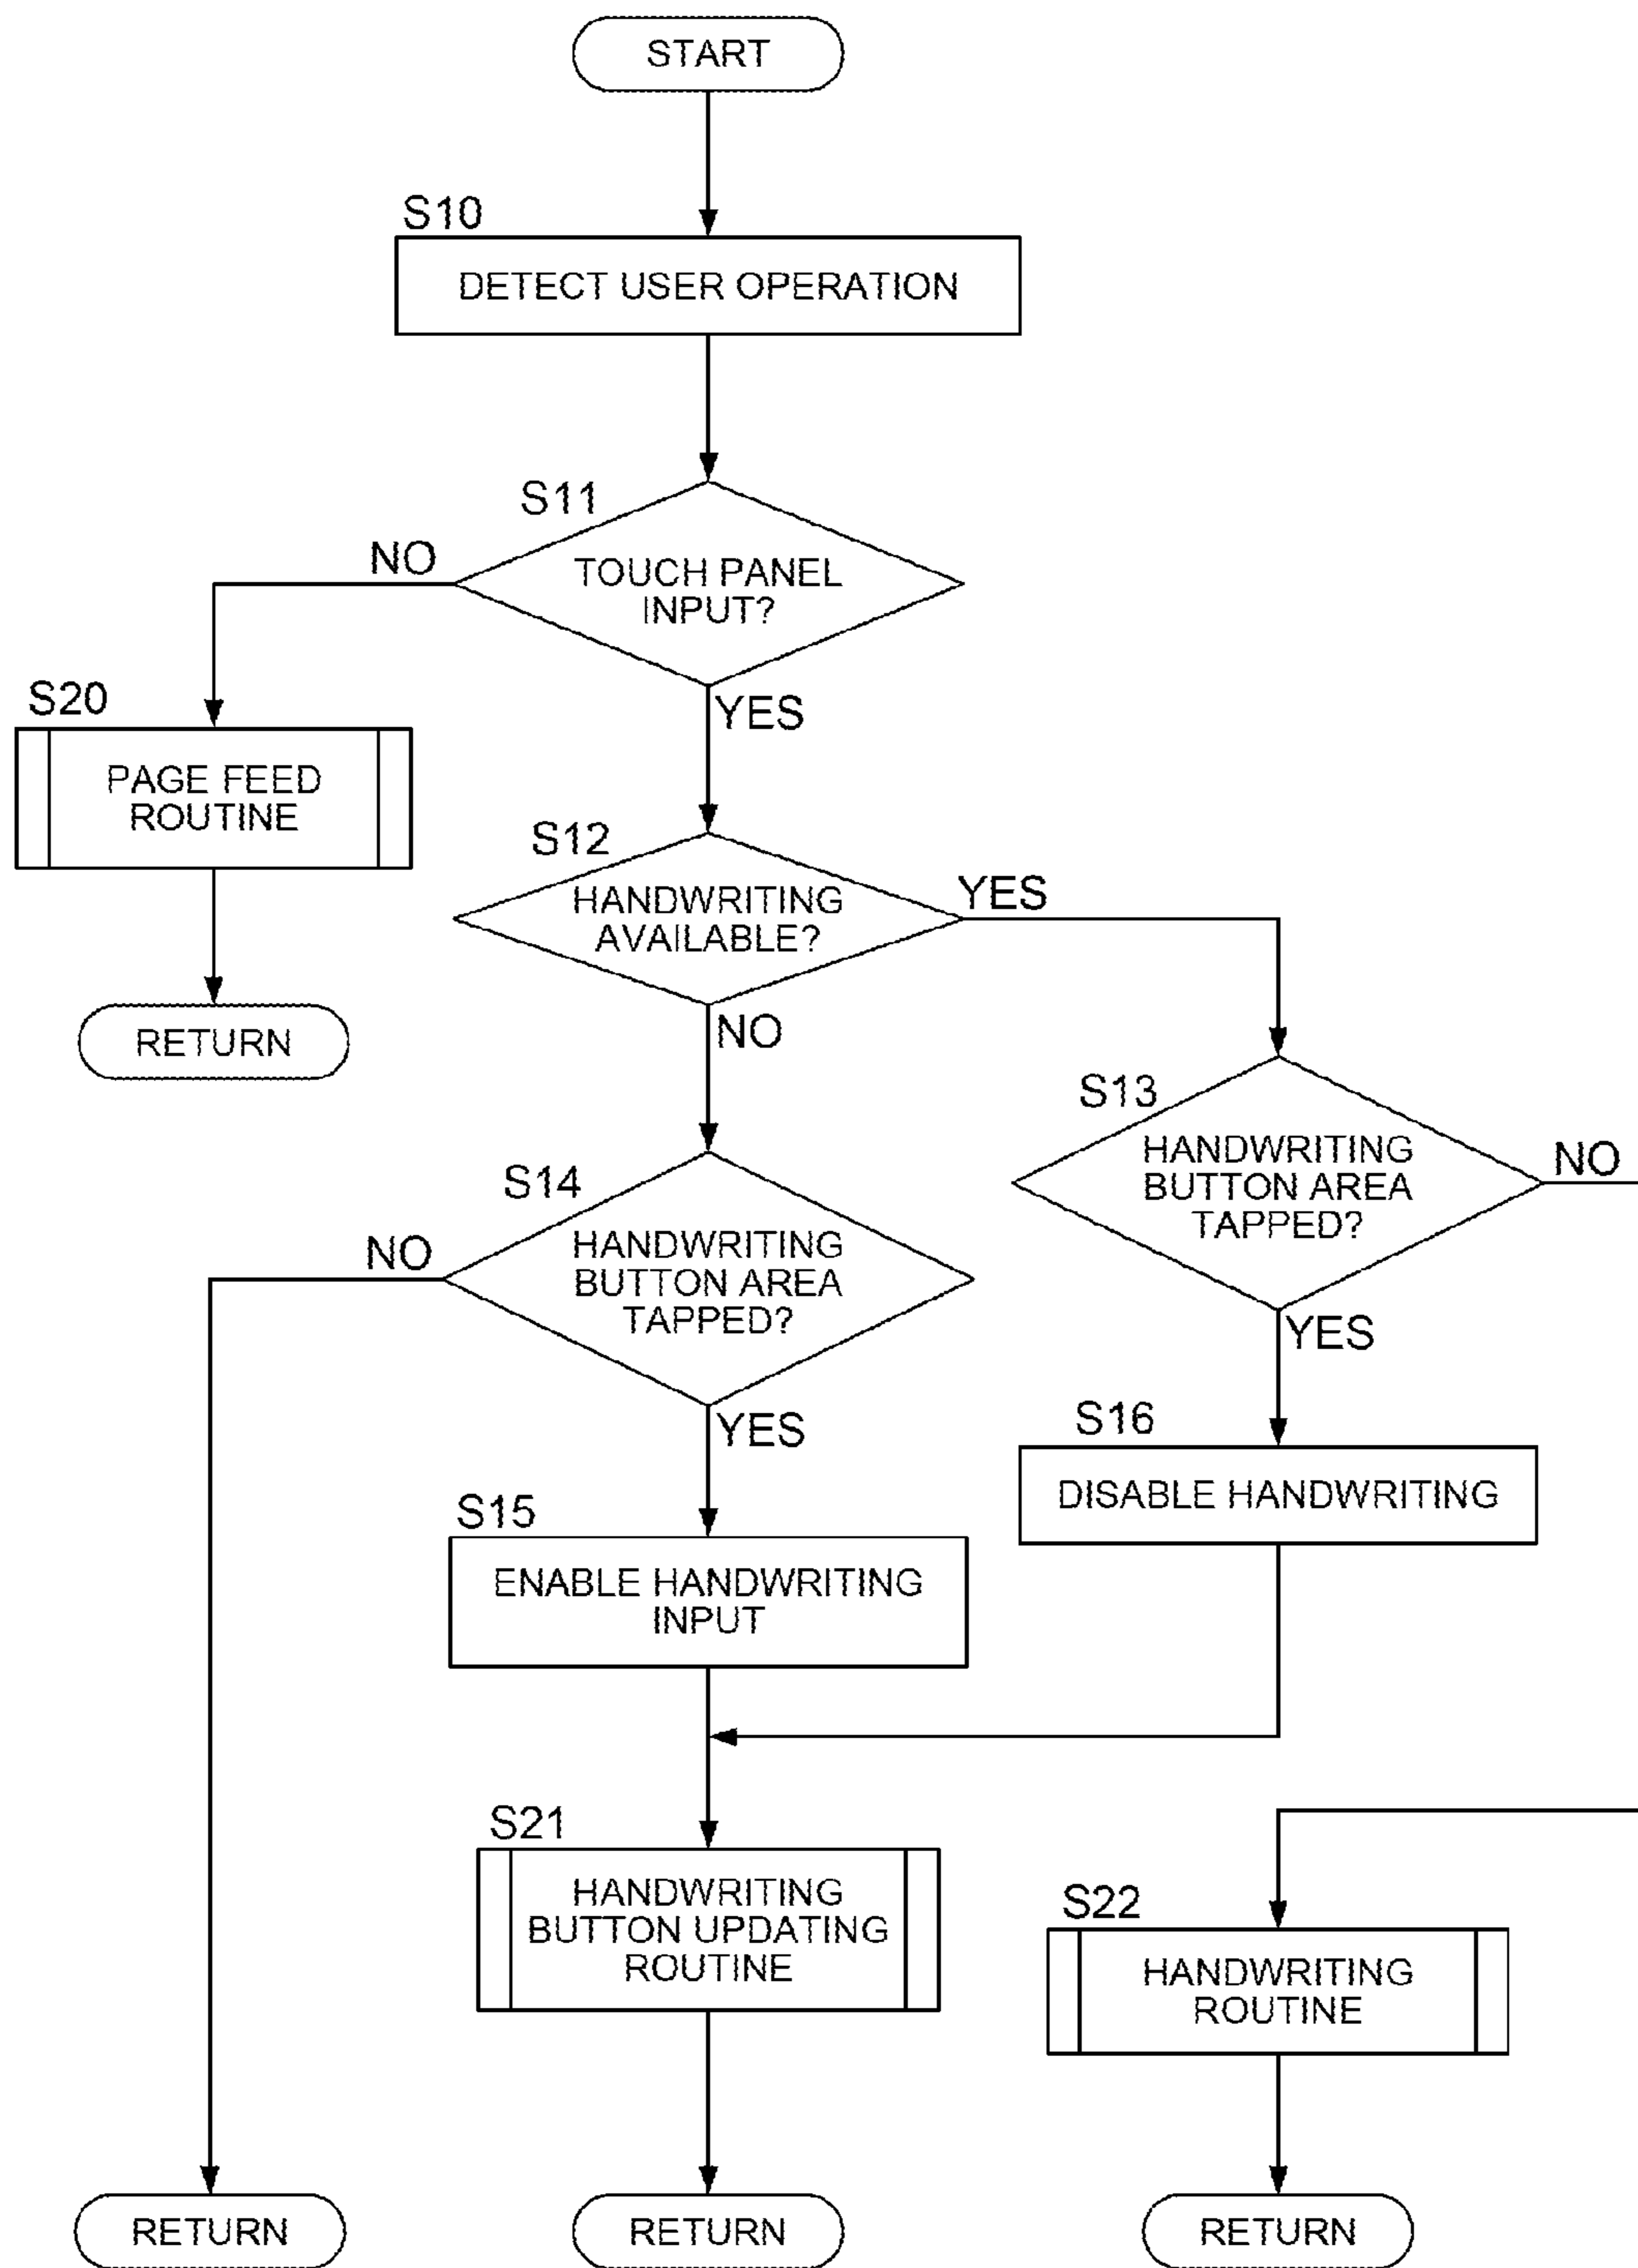 START
S10
DETECT USER OPERATION
S11
TOUCH PANEL
INPUT?
NO
YES
S20
PAGE FEED
ROUTINE
RETURN
S12
HANDWRITING
AVAILABLE?
YES
NO
S13
HANDWRITING
BUTTON AREA
TAPPED?
NO
YES
S14
HANDWRITING
BUTTON AREA
TAPPED?
NO
YES
S16
DISABLE HANDWRITING
S15
ENABLE HANDWRITING
INPUT
S21
HANDWRITING
BUTTON UPDATING
ROUTINE
S22
HANDWRITING
ROUTINE
RETURN
RETURN
RETURN